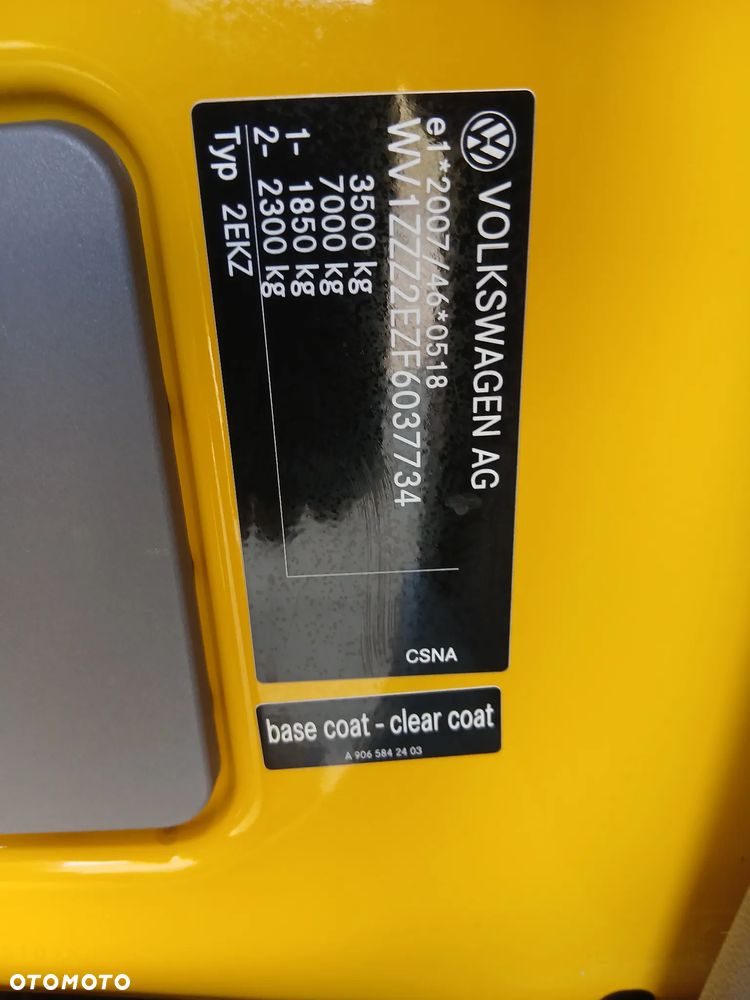 VOLKSWAGEN AG
e1*2007/46*0518
WV1ZZZ2EZF6037734
3500 kg
7000 kg
1- 1850 kg
2- 2300 kg
Typ 2EKZ
CSNA
base coat - clear coat
A 906 584 24 03
OTOMOTO